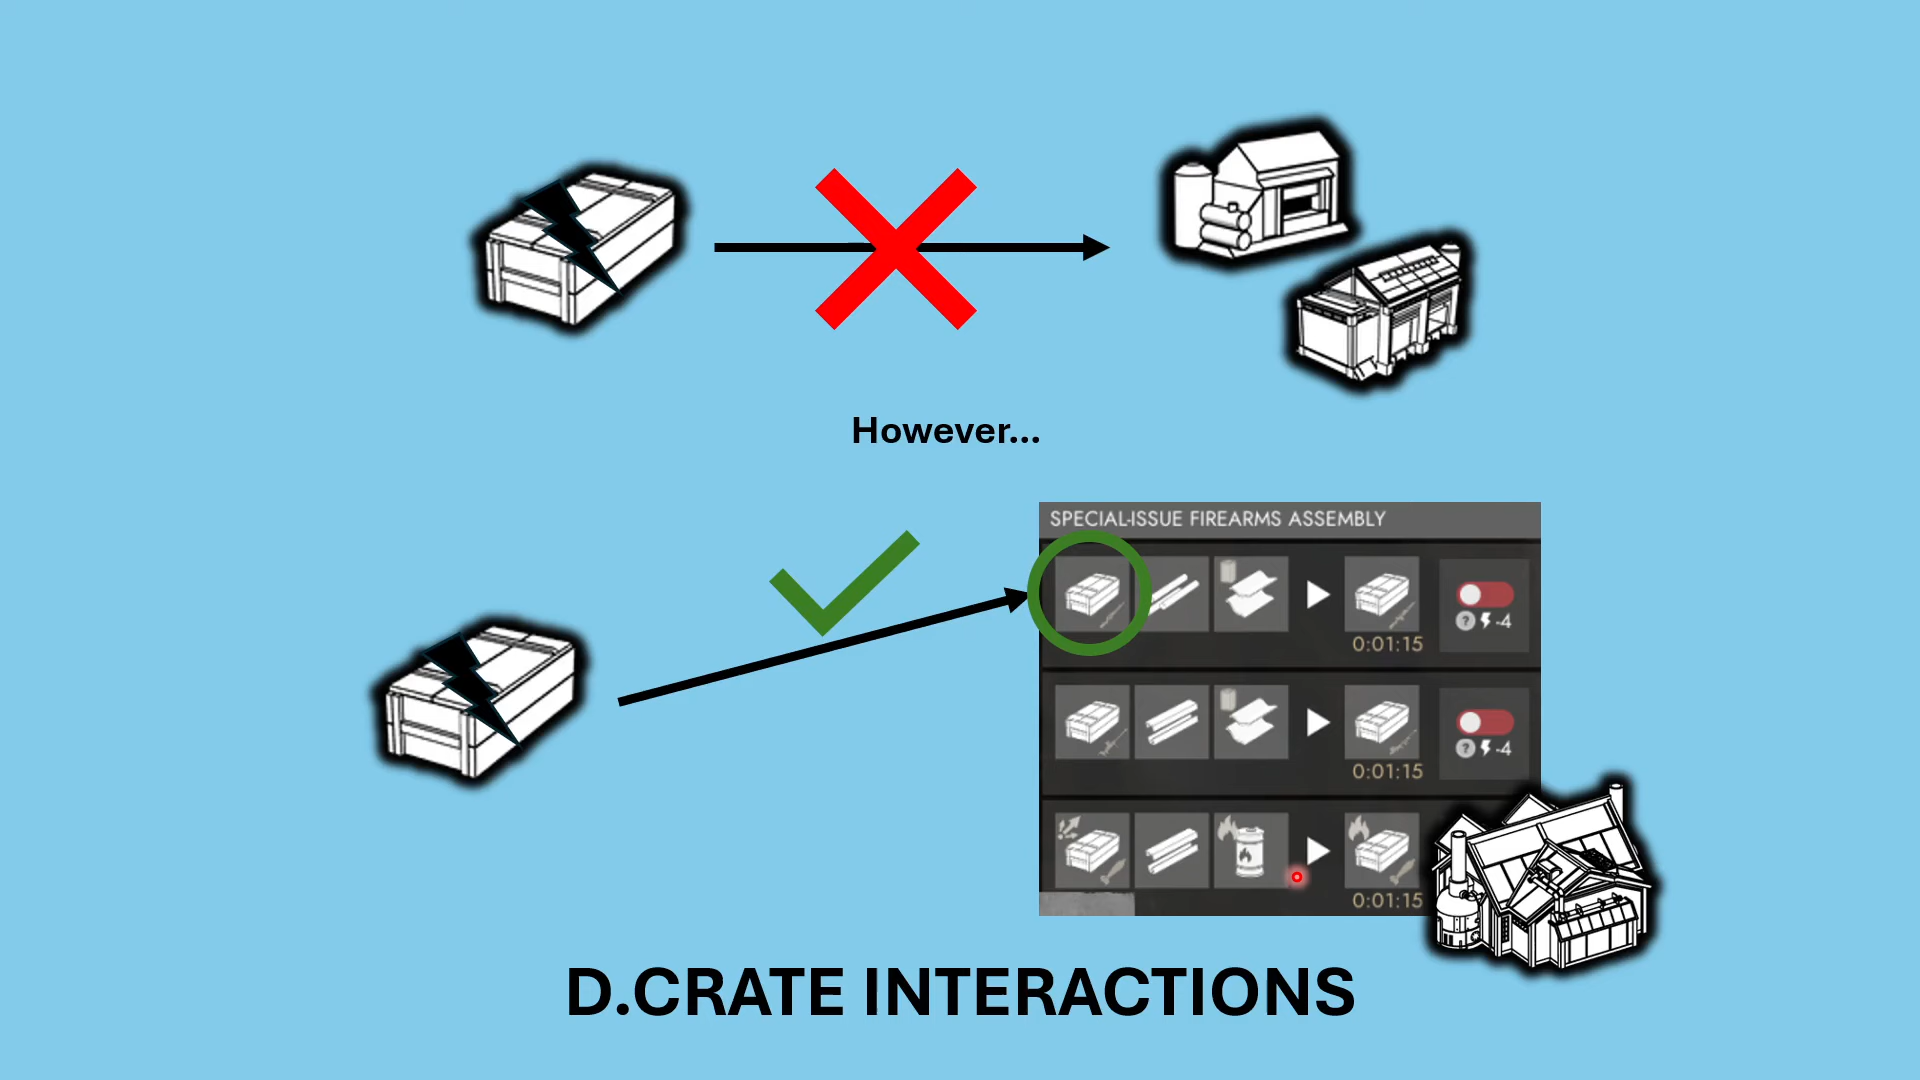 However...
SPECIAL-ISSUE FIREARMS ASSEMBLY
0:01:15
? -4
0:01:15
? -4
0:01:15
D.CRATE INTERACTIONS